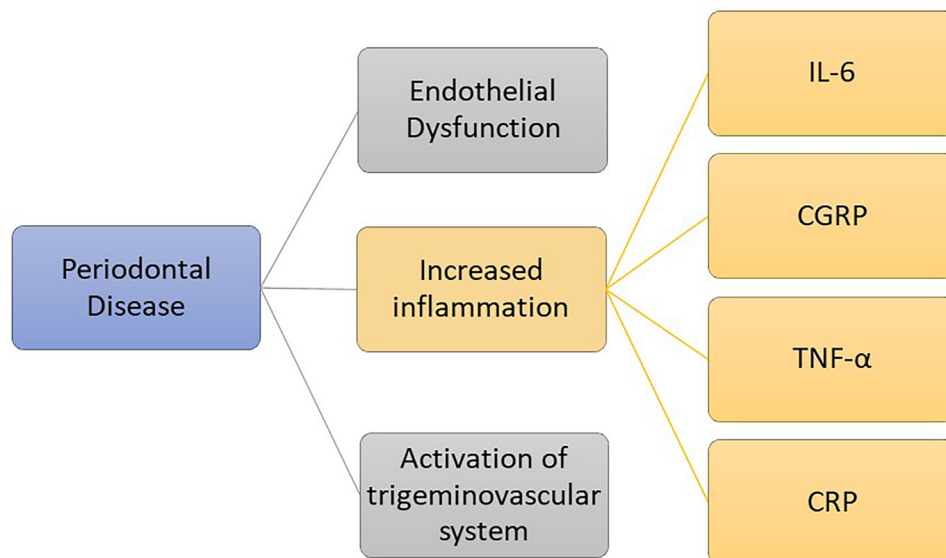 Periodontal
Disease
Endothelial
Dysfunction
Increased
inflammation
Activation of
trigeminovascular
system
IL-6
CGRP
TNF-α
CRP